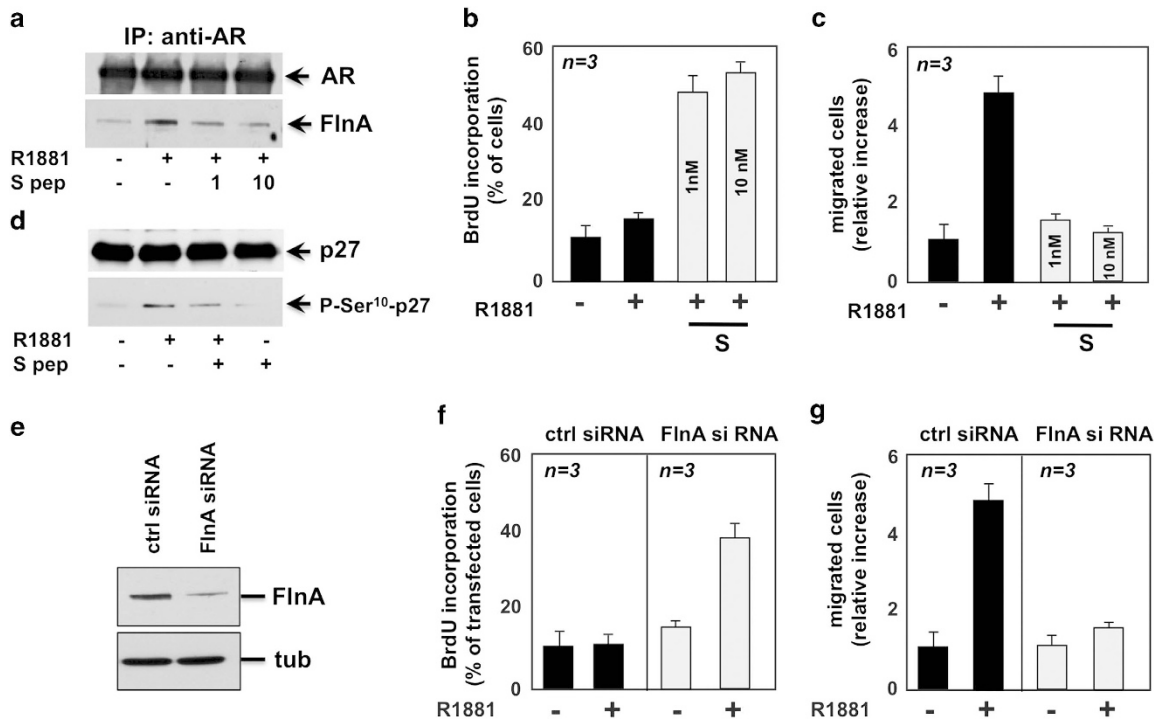 a
IP: anti-AR
AR
FlnA
R1881 - + + +
S pep - - 1 10
b
BrdU incorporation
(% of cells)
60
40
20
0
n=3
1nM
10 nM
R1881 - + + +
S
c
migrated cells
(relative increase)
6
4
2
0
n=3
1nM
10 nM
R1881 - + + +
S
d
p27
P-Ser¹⁰-p27
R1881 - + + -
S pep - - + +
e
ctrl siRNA
FlnA siRNA
FlnA
tub
f
ctrl siRNA FlnA si RNA
BrdU incorporation
(% of transfected cells)
60
40
20
0
n=3 n=3
R1881 - + - +
g
ctrl siRNA FlnA si RNA
migrated cells
(relative increase)
6
4
2
0
n=3 n=3
R1881 - + - +